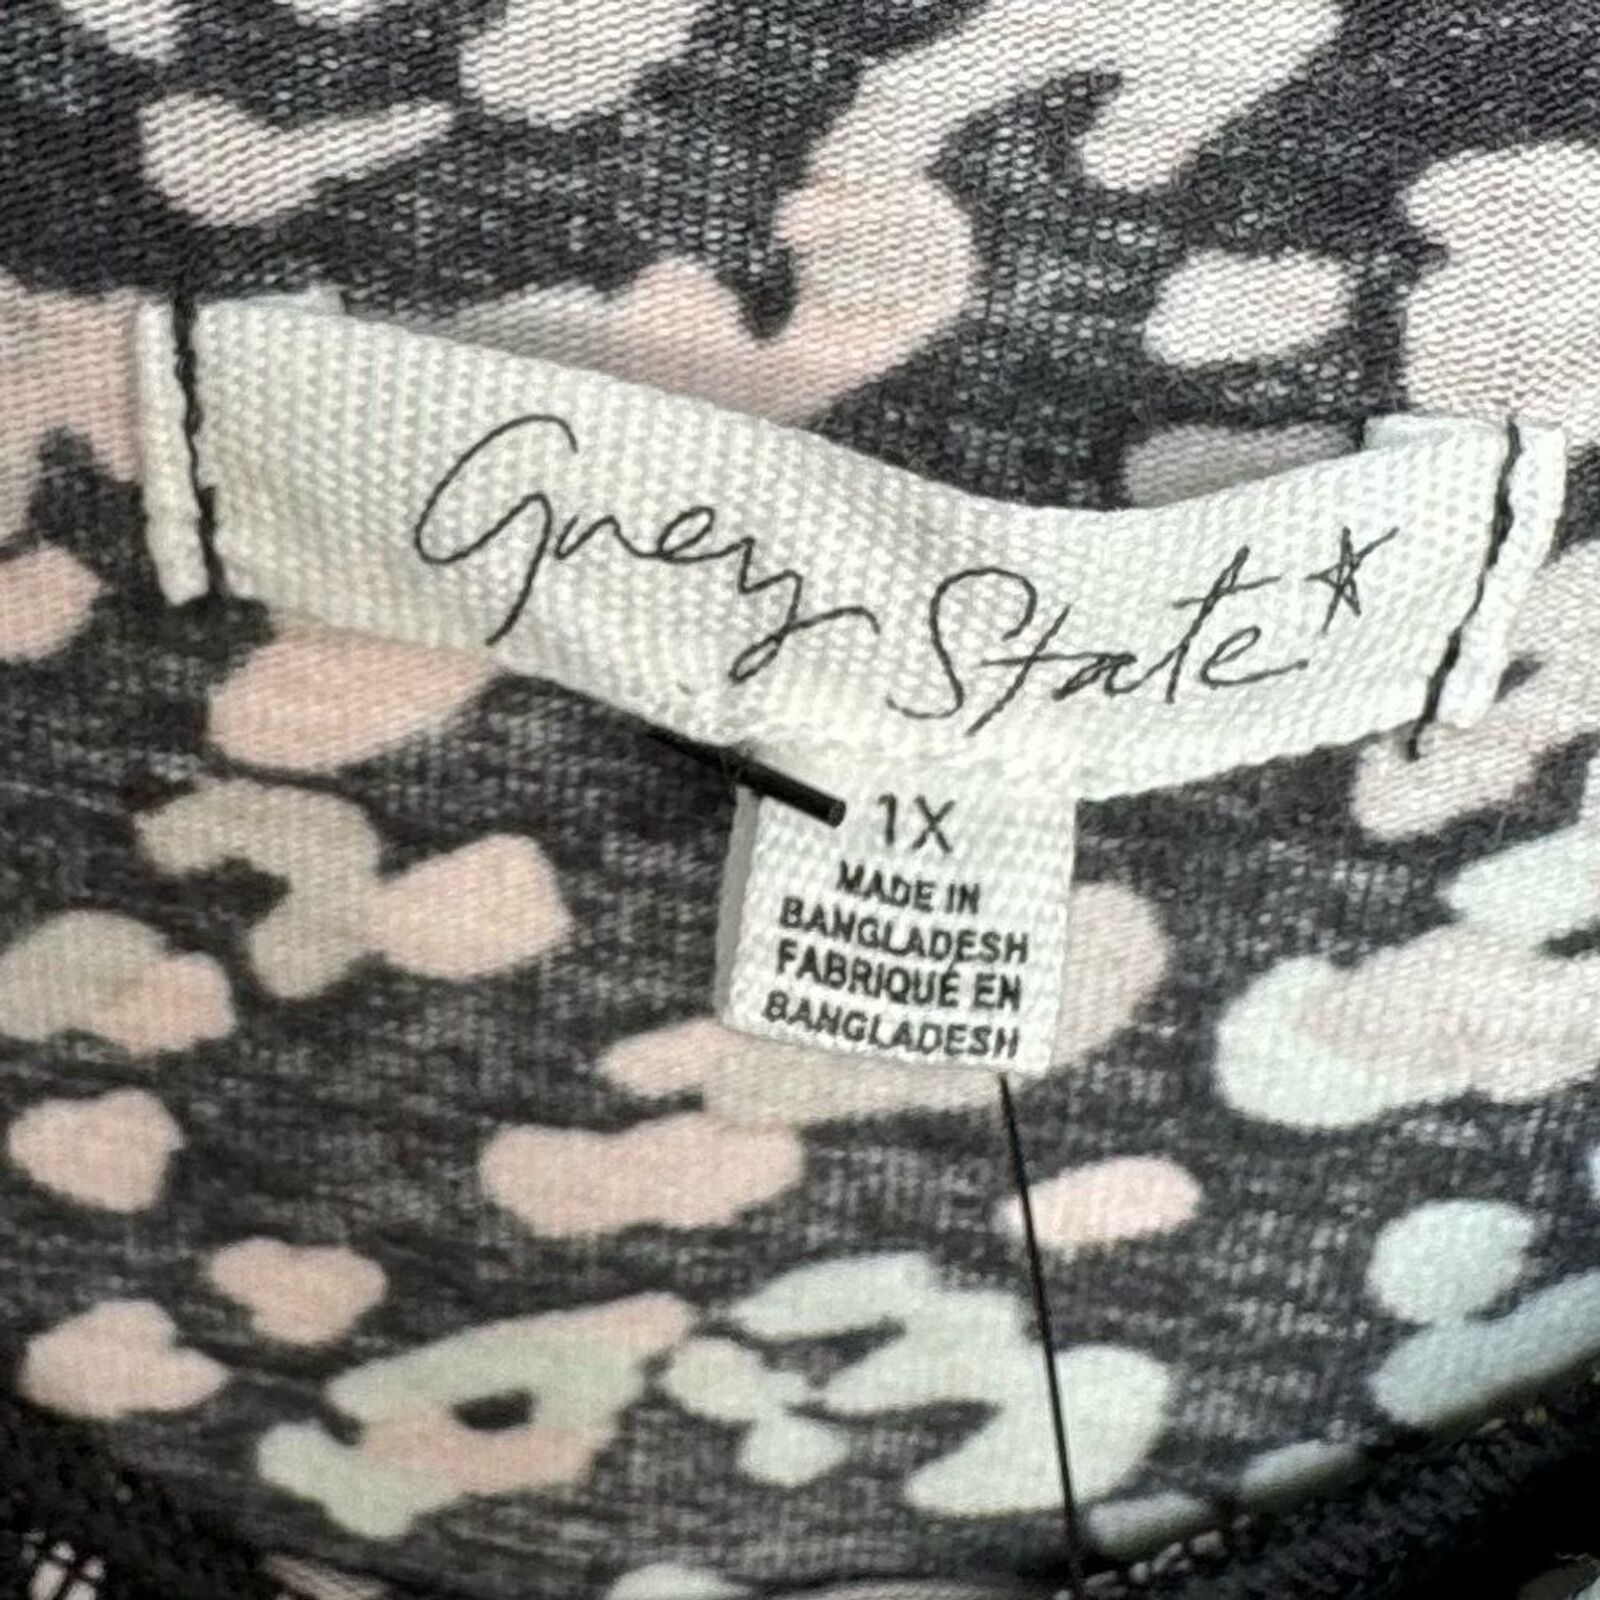 Grey State
1X
MADE IN
BANGLADESH
FABRIQUÉ EN
BANGLADESH